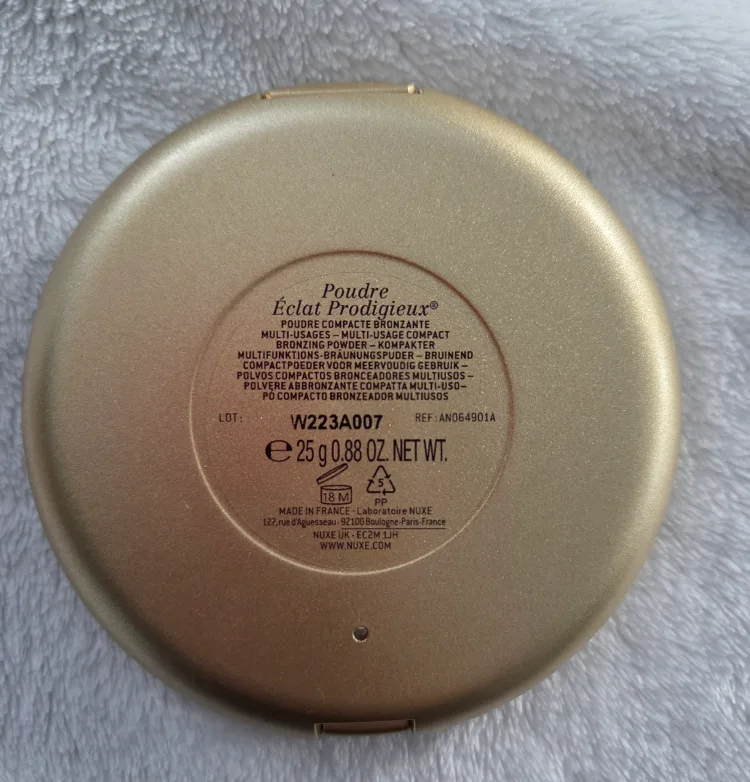 Poudre
Éclat Prodigieux®
POUDRE COMPACTE BRONZANTE
MULTI-USAGES – MULTI-USAGE COMPACT
BRONZING POWDER – KOMPAKTER
MULTIFUNKTIONS-BRÄUNUNGSPUDER – BRUINEND
COMPACTPOEDER VOOR MEERVOUDIG GEBRUIK –
POLVOS COMPACTOS BRONCEADORES MULTIUSOS –
POLVERE ABBRONZANTE COMPATTA MULTI-USO–
PÓ COMPACTO BRONZEADOR MULTIUSOS
LOT: W223A007 REF: AN064901A
e 25 g 0.88 OZ. NET WT.
18 M 5
PP
MADE IN FRANCE - Laboratoire NUXE
127, rue d'Aguesseau - 92100 Boulogne-Paris-France
NUXE UK - EC2M 1JH
WWW.NUXE.COM